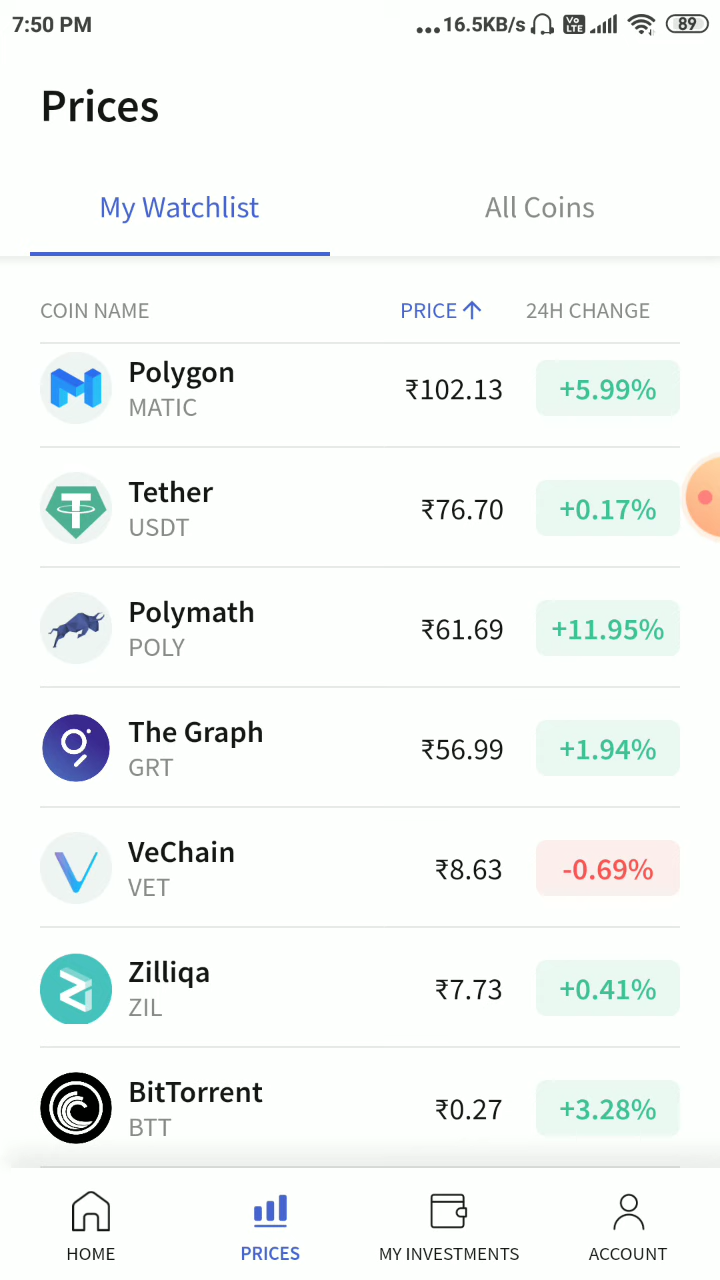 7:50 PM ...16.5KB/s Vo LTE 89
Prices
My Watchlist All Coins
COIN NAME PRICE ↑ 24H CHANGE
Polygon
MATIC ₹102.13 +5.99%
Tether
USDT ₹76.70 +0.17%
Polymath
POLY ₹61.69 +11.95%
The Graph
GRT ₹56.99 +1.94%
VeChain
VET ₹8.63 -0.69%
Zilliqa
ZIL ₹7.73 +0.41%
BitTorrent
BTT ₹0.27 +3.28%
HOME PRICES MY INVESTMENTS ACCOUNT